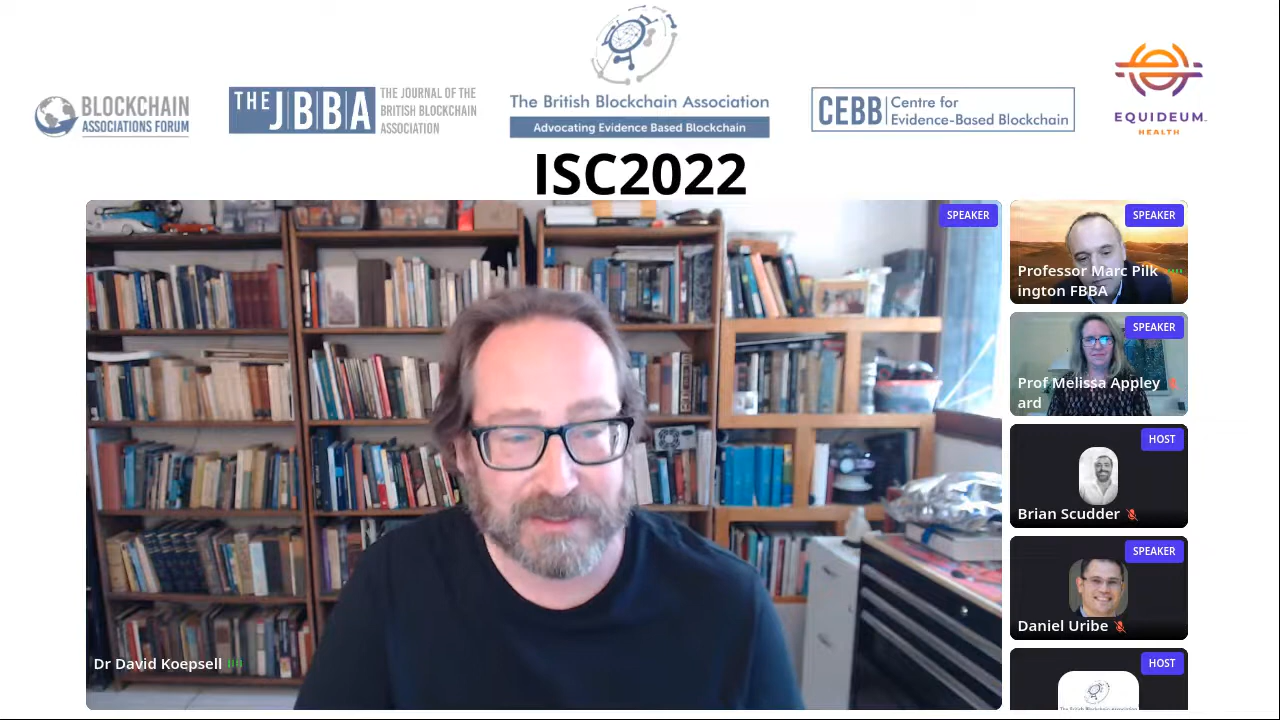 BLOCKCHAIN
ASSOCIATIONS FORUM
THE JBBA
THE JOURNAL OF THE
BRITISH BLOCKCHAIN
ASSOCIATION
The British Blockchain Association
Advocating Evidence Based Blockchain
CEBB
Centre for
Evidence-Based Blockchain
EQUIDEUM
HEALTH
ISC2022
SPEAKER
Dr David Koepsell
SPEAKER
Professor Marc Pilk
ington FBBA
SPEAKER
Prof Melissa Appley
ard
HOST
Brian Scudder
SPEAKER
Daniel Uribe
HOST